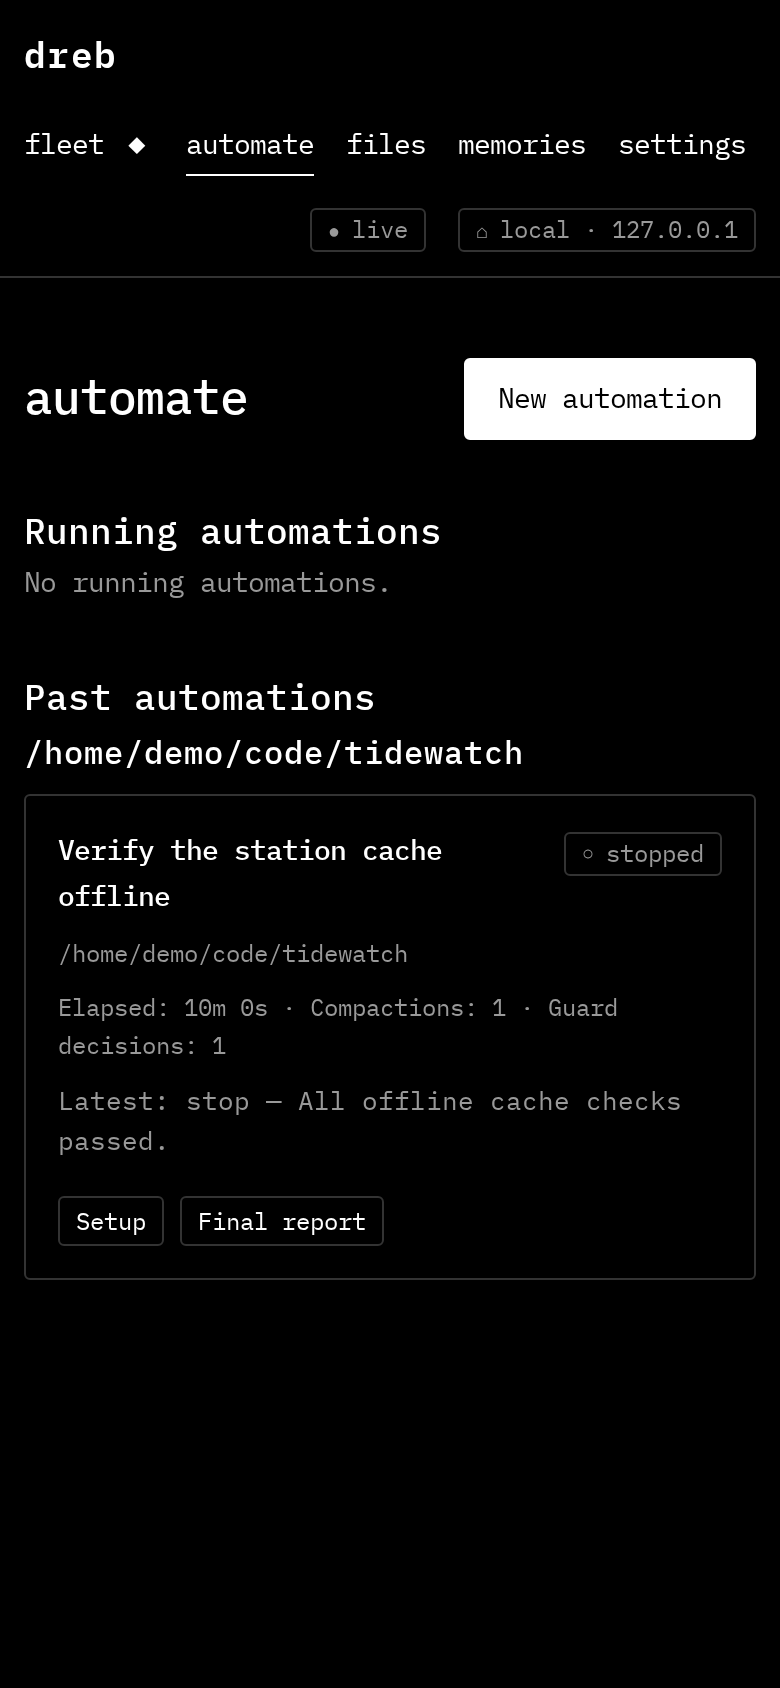 dreb
fleet ◆ automate files memories settings
● live ⌂ local · 127.0.0.1
automate New automation
Running automations
No running automations.
Past automations
/home/demo/code/tidewatch
Verify the station cache
offline
○ stopped
/home/demo/code/tidewatch
Elapsed: 10m 0s · Compactions: 1 · Guard
decisions: 1
Latest: stop — All offline cache checks
passed.
Setup Final report